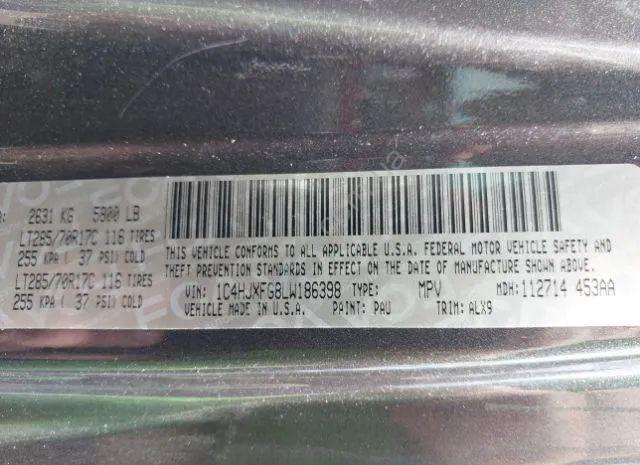 2631 KG 5800 LB
LT285/70R17C 116 TIRES
255 KPA ( 37 PSI) COLD
LT285/70R17C 116 TIRES
255 KPA ( 37 PSI) COLD
THIS VEHICLE CONFORMS TO ALL APPLICABLE U.S.A. FEDERAL MOTOR VEHICLE SAFETY AND
THEFT PREVENTION STANDARDS IN EFFECT ON THE DATE OF MANUFACTURE SHOWN ABOVE.
VIN: 1C4HJXFG8LW186398 TYPE: MPV MDH: 112714 453AA
VEHICLE MADE IN U.S.A. PAINT: PAU TRIM: ALX9